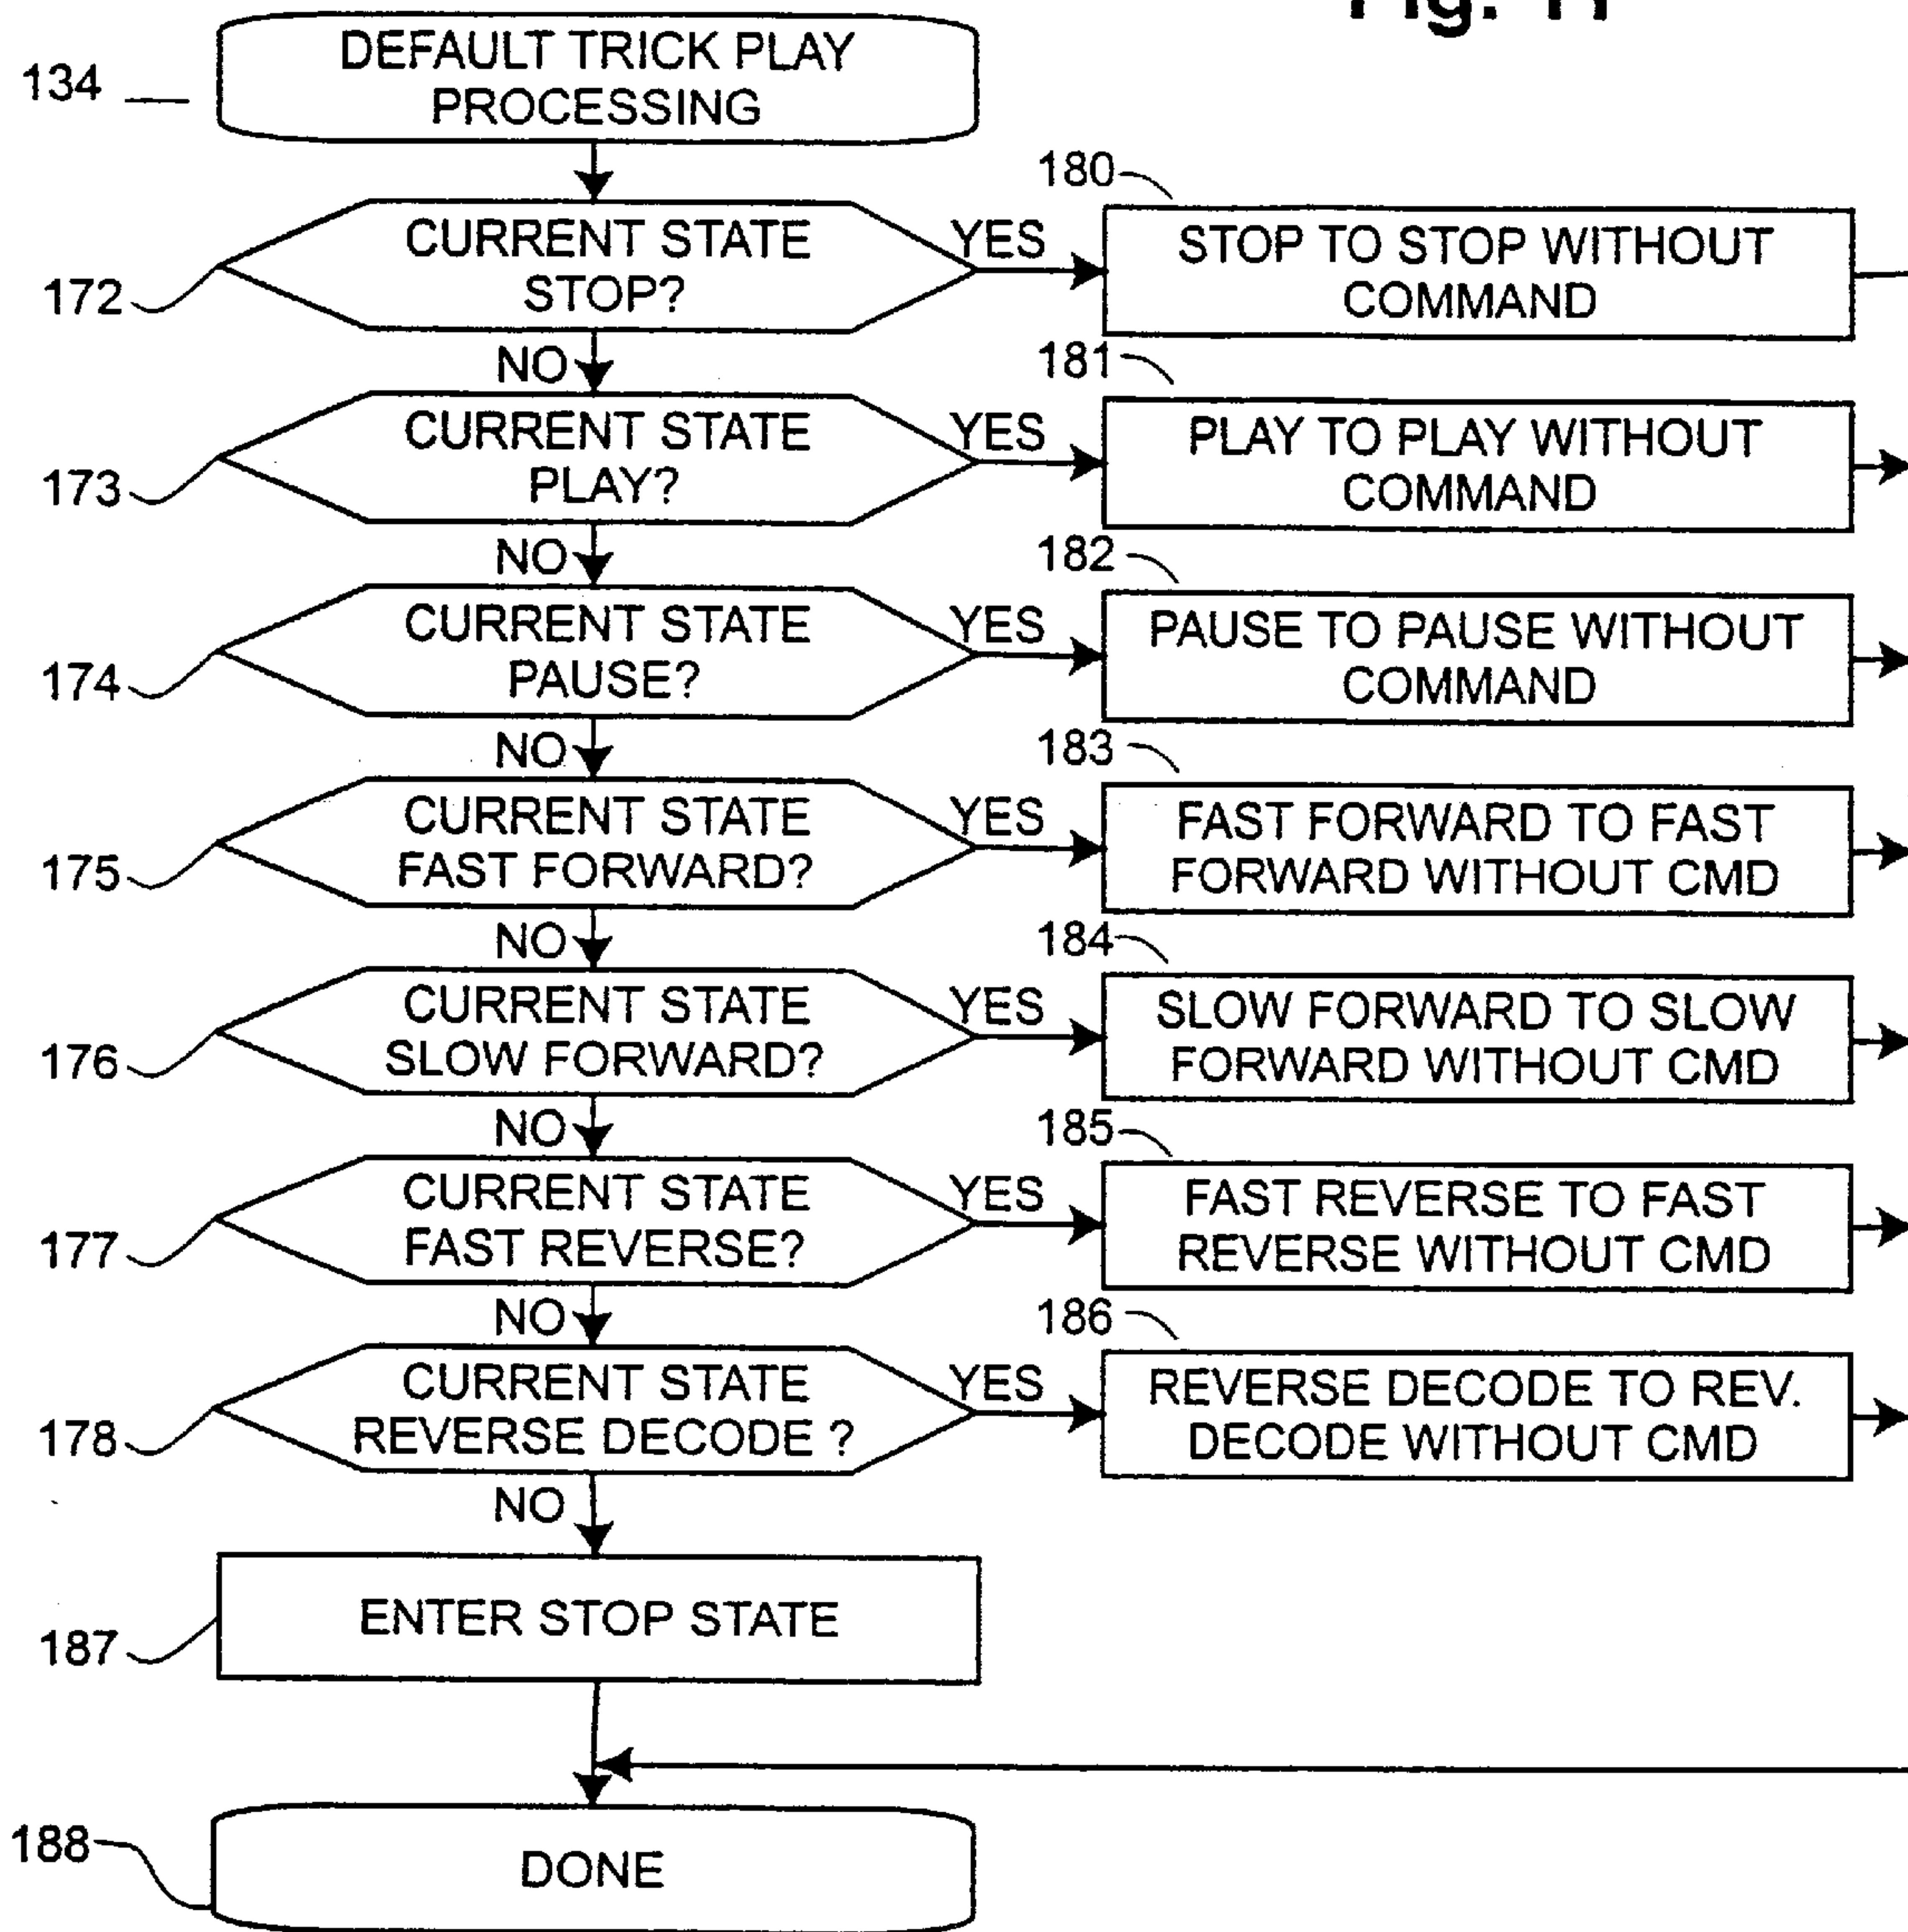 Fig. 11
DEFAULT TRICK PLAY
PROCESSING
134
CURRENT STATE
STOP?
172
YES
180
STOP TO STOP WITHOUT
COMMAND
NO
CURRENT STATE
PLAY?
173
YES
181
PLAY TO PLAY WITHOUT
COMMAND
NO
CURRENT STATE
PAUSE?
174
YES
182
PAUSE TO PAUSE WITHOUT
COMMAND
NO
CURRENT STATE
FAST FORWARD?
175
YES
183
FAST FORWARD TO FAST
FORWARD WITHOUT CMD
NO
CURRENT STATE
SLOW FORWARD?
176
YES
184
SLOW FORWARD TO SLOW
FORWARD WITHOUT CMD
NO
CURRENT STATE
FAST REVERSE?
177
YES
185
FAST REVERSE TO FAST
REVERSE WITHOUT CMD
NO
CURRENT STATE
REVERSE DECODE ?
178
YES
186
REVERSE DECODE TO REV.
DECODE WITHOUT CMD
NO
ENTER STOP STATE
187
188
DONE